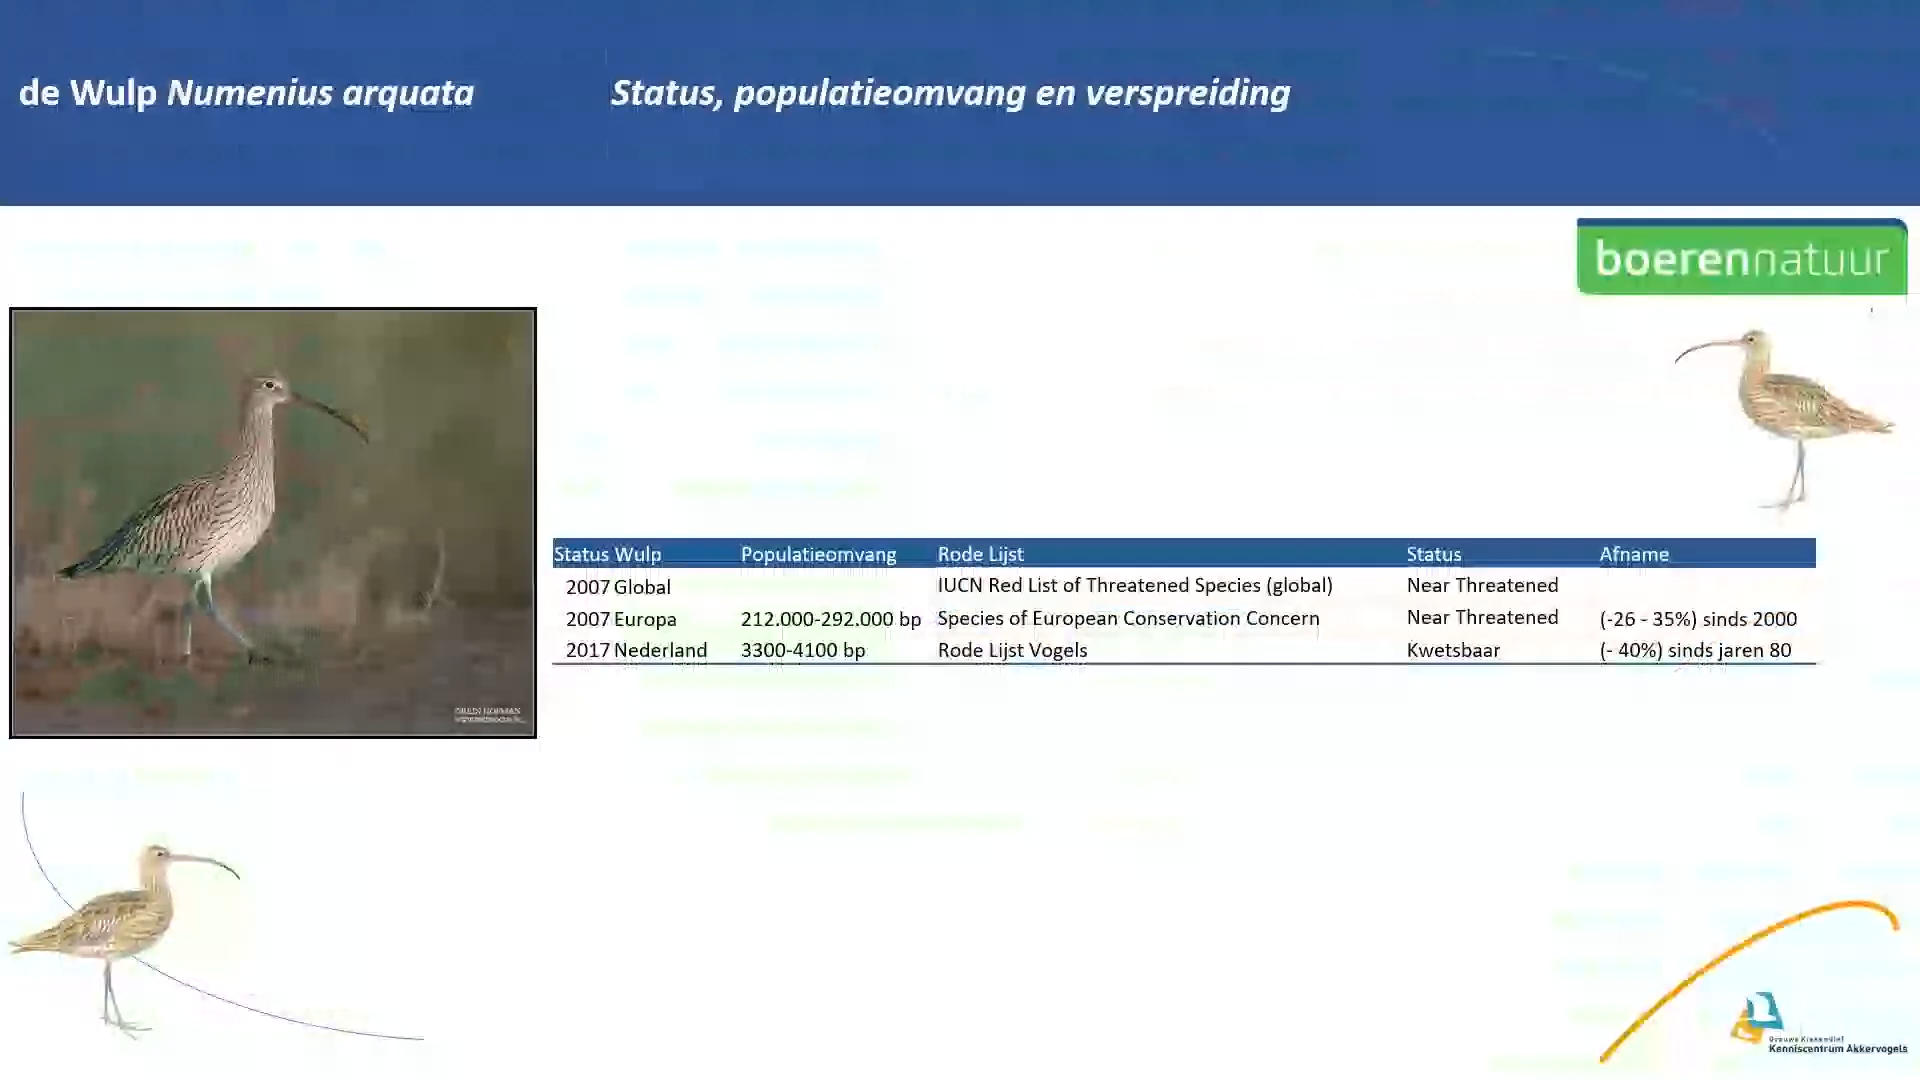 de Wulp Numenius arquata
Status, populatieomvang en verspreiding
boerennatuur
Status Wulp Populatieomvang Rode Lijst Status Afname
2007 Global IUCN Red List of Threatened Species (global) Near Threatened
2007 Europa 212.000-292.000 bp Species of European Conservation Concern Near Threatened (-26 - 35%) sinds 2000
2017 Nederland 3300-4100 bp Rode Lijst Vogels Kwetsbaar (- 40%) sinds jaren 80
Grauwe Kiekendief
Kenniscentrum Akkervogels